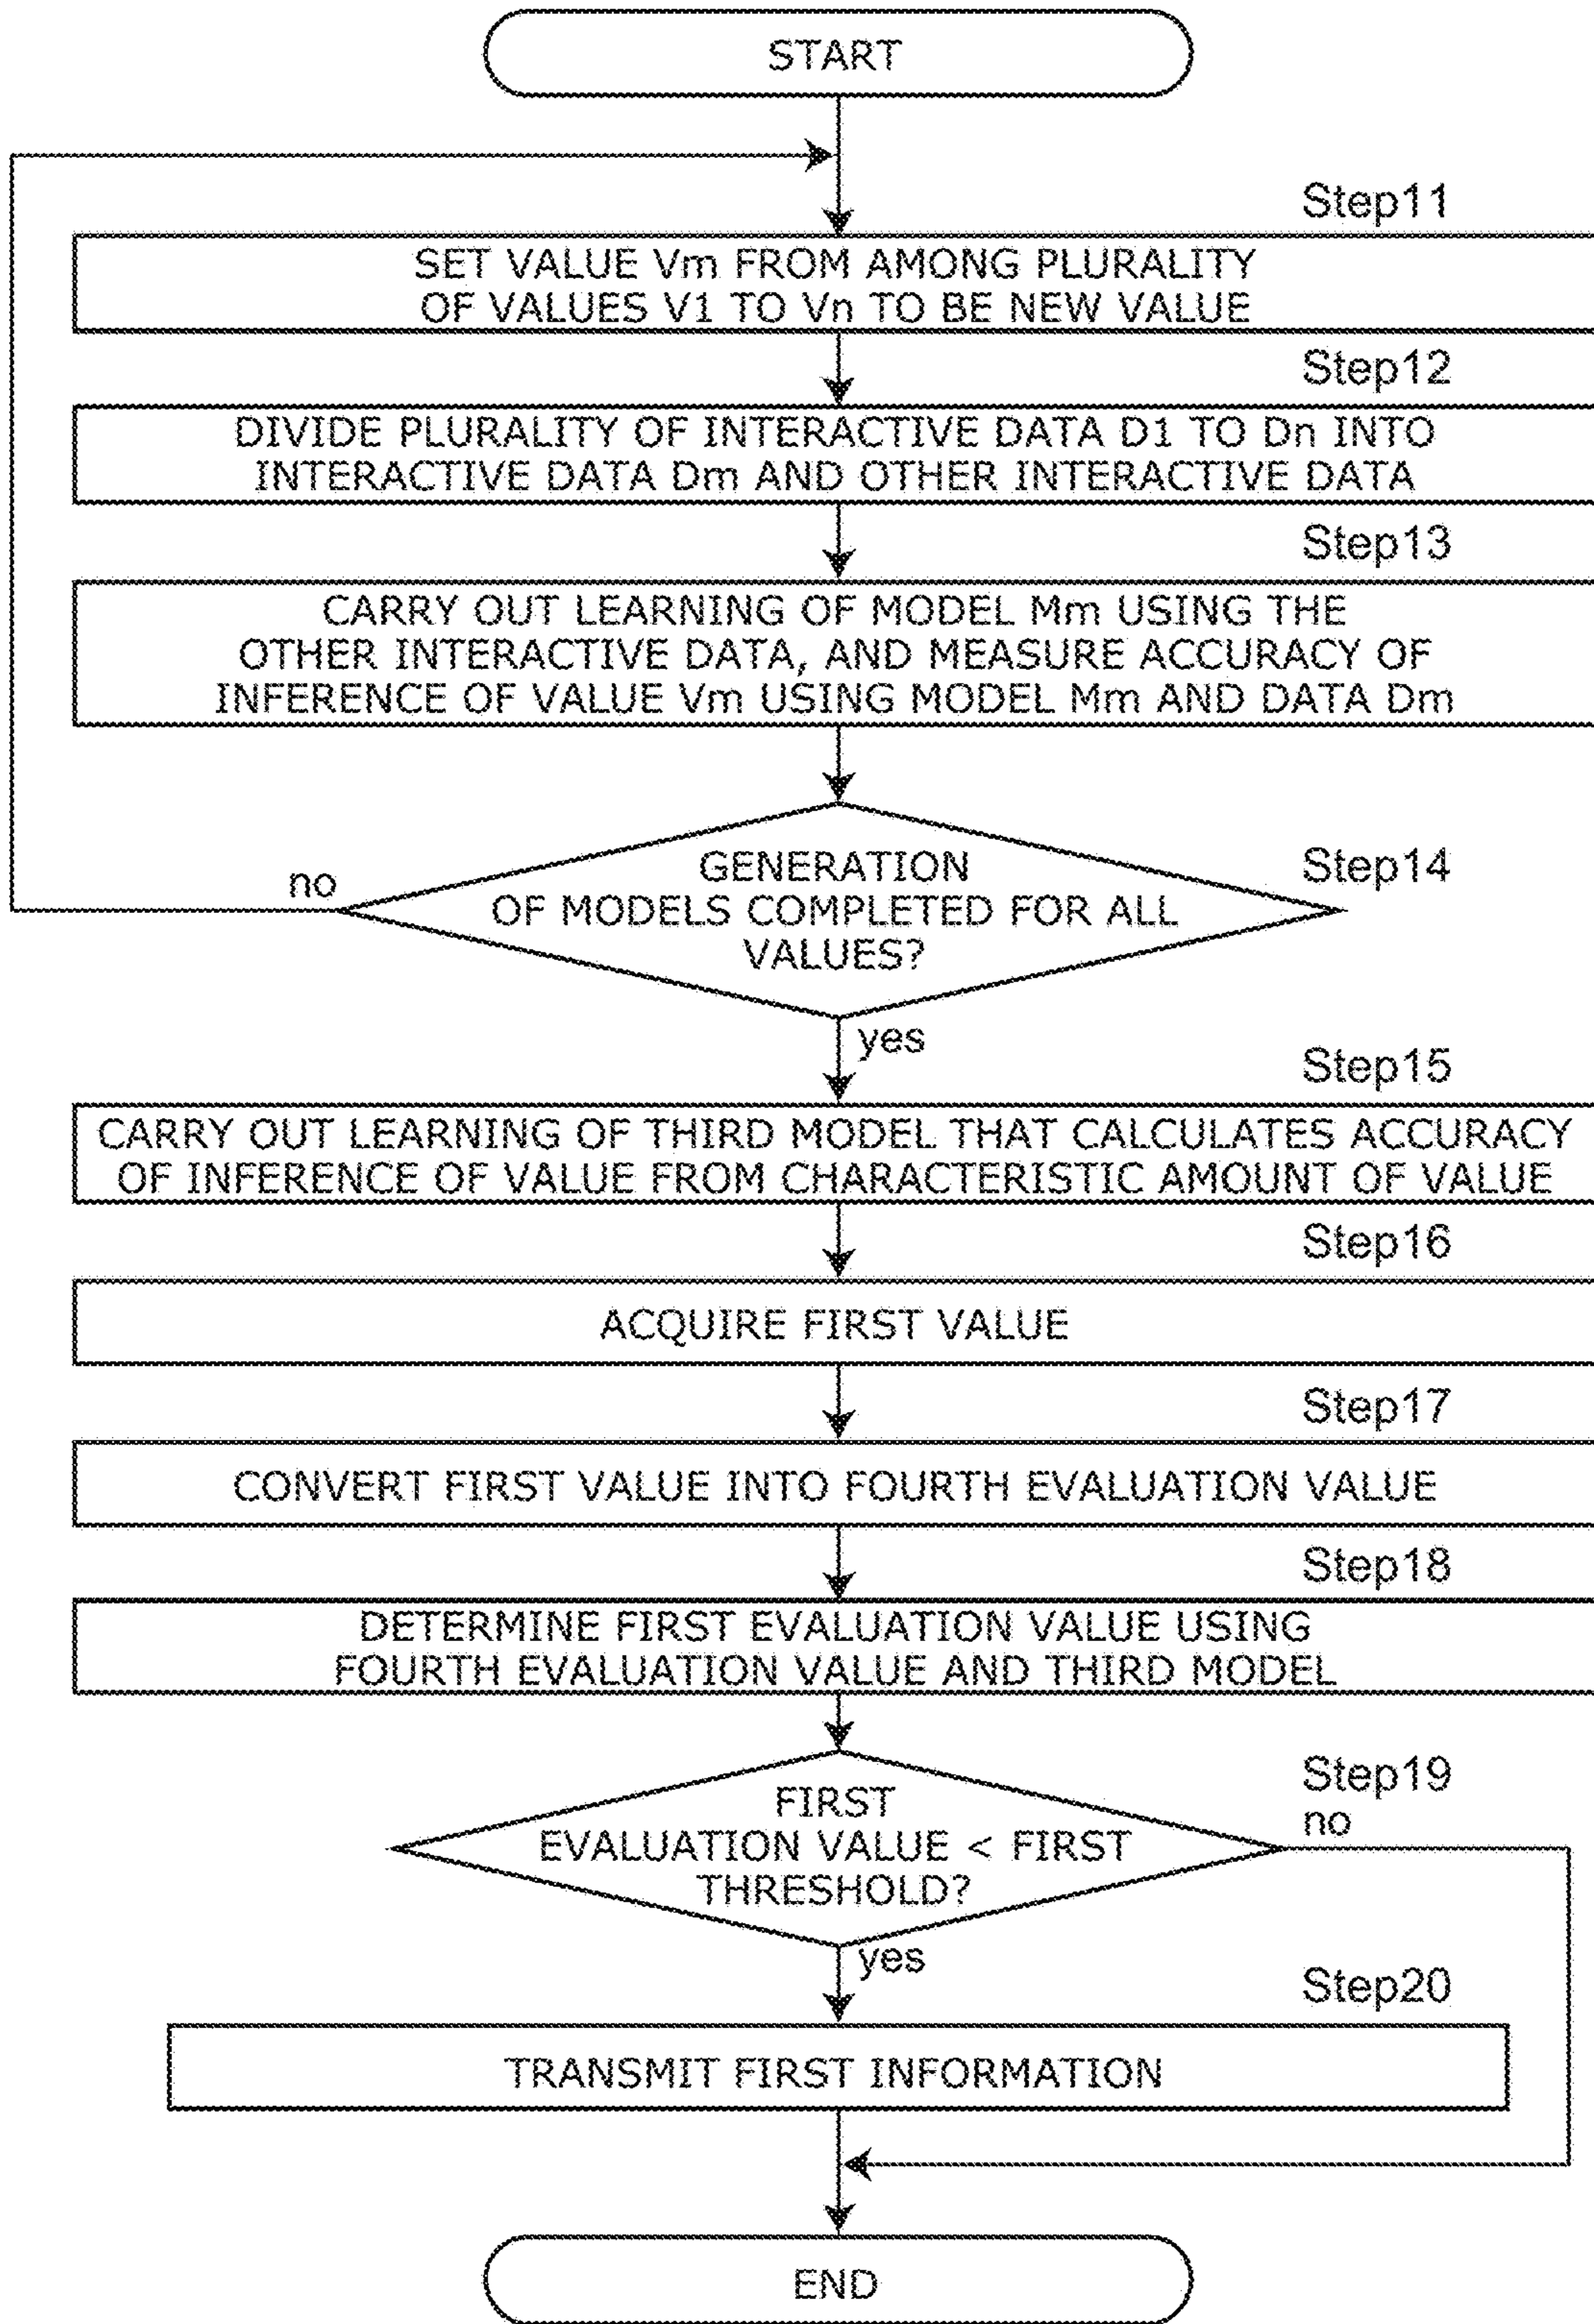 START
Step11
SET VALUE Vm FROM AMONG PLURALITY
OF VALUES V1 TO Vn TO BE NEW VALUE
Step12
DIVIDE PLURALITY OF INTERACTIVE DATA D1 TO Dn INTO
INTERACTIVE DATA Dm AND OTHER INTERACTIVE DATA
Step13
CARRY OUT LEARNING OF MODEL Mm USING THE
OTHER INTERACTIVE DATA, AND MEASURE ACCURACY OF
INFERENCE OF VALUE Vm USING MODEL Mm AND DATA Dm
Step14
no
GENERATION
OF MODELS COMPLETED FOR ALL
VALUES?
yes
Step15
CARRY OUT LEARNING OF THIRD MODEL THAT CALCULATES ACCURACY
OF INFERENCE OF VALUE FROM CHARACTERISTIC AMOUNT OF VALUE
Step16
ACQUIRE FIRST VALUE
Step17
CONVERT FIRST VALUE INTO FOURTH EVALUATION VALUE
Step18
DETERMINE FIRST EVALUATION VALUE USING
FOURTH EVALUATION VALUE AND THIRD MODEL
Step19
no
FIRST
EVALUATION VALUE < FIRST
THRESHOLD?
yes
Step20
TRANSMIT FIRST INFORMATION
END